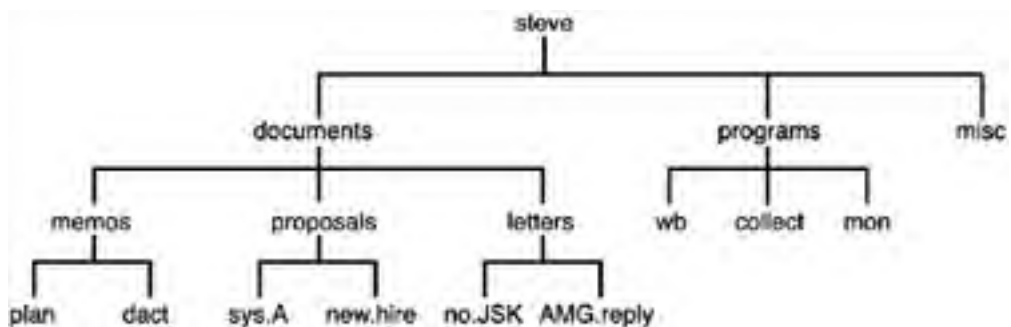 steve
documents programs misc
memos proposals letters wb collect mon
plan dact sys.A new.hire no.JSK AMG.reply